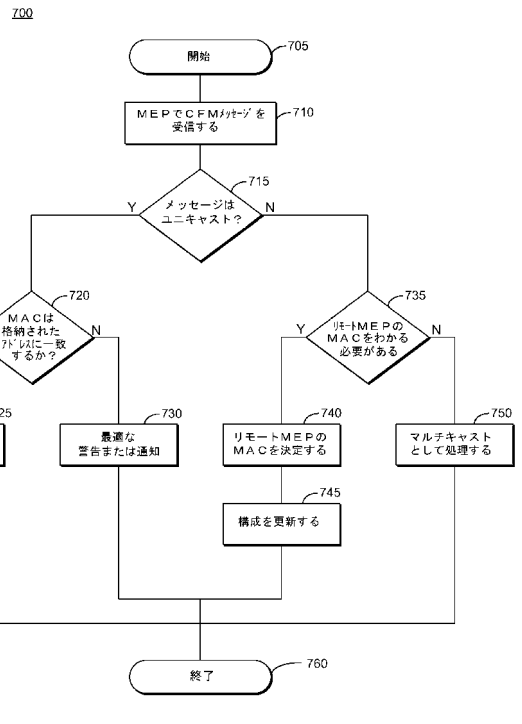 700
開始
705
MEPでCFMメッセージを
受信する
710
メッセージは
ユニキャスト?
715
Y
N
MACは
格納された
アドレスに一致
するか?
720
N
リモートMEPの
MACをわかる
必要がある
735
Y
N
25
最適な
警告または通知
730
リモートMEPの
MACを決定する
740
マルチキャスト
として処理する
750
構成を更新する
745
終了
760